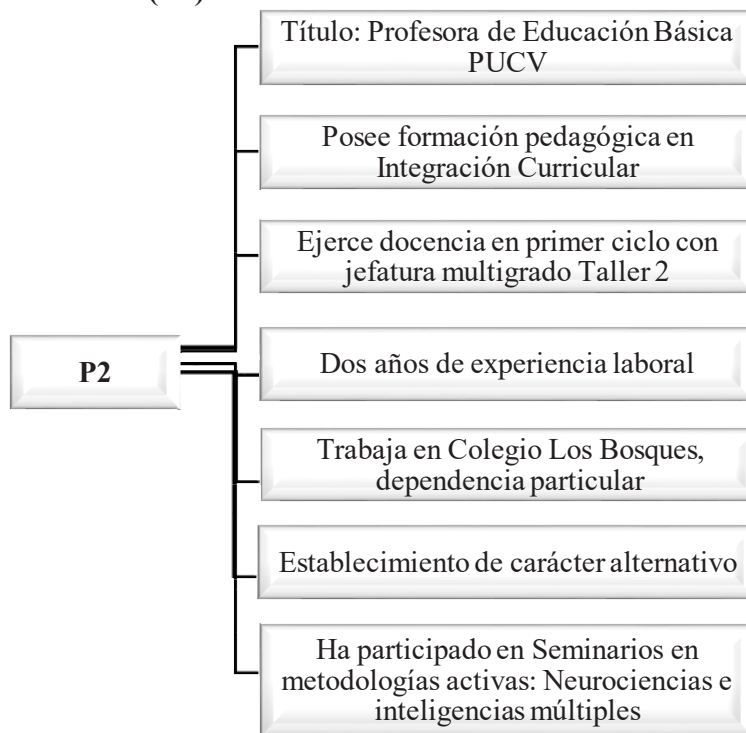 Título: Profesora de Educación Básica
PUCV
Posee formación pedagógica en
Integración Curricular
Ejerce docencia en primer ciclo con
jefatura multigrado Taller 2
P2
Dos años de experiencia laboral
Trabaja en Colegio Los Bosques,
dependencia particular
Establecimiento de carácter alternativo
Ha participado en Seminarios en
metodologías activas: Neurociencias e
inteligencias múltiples